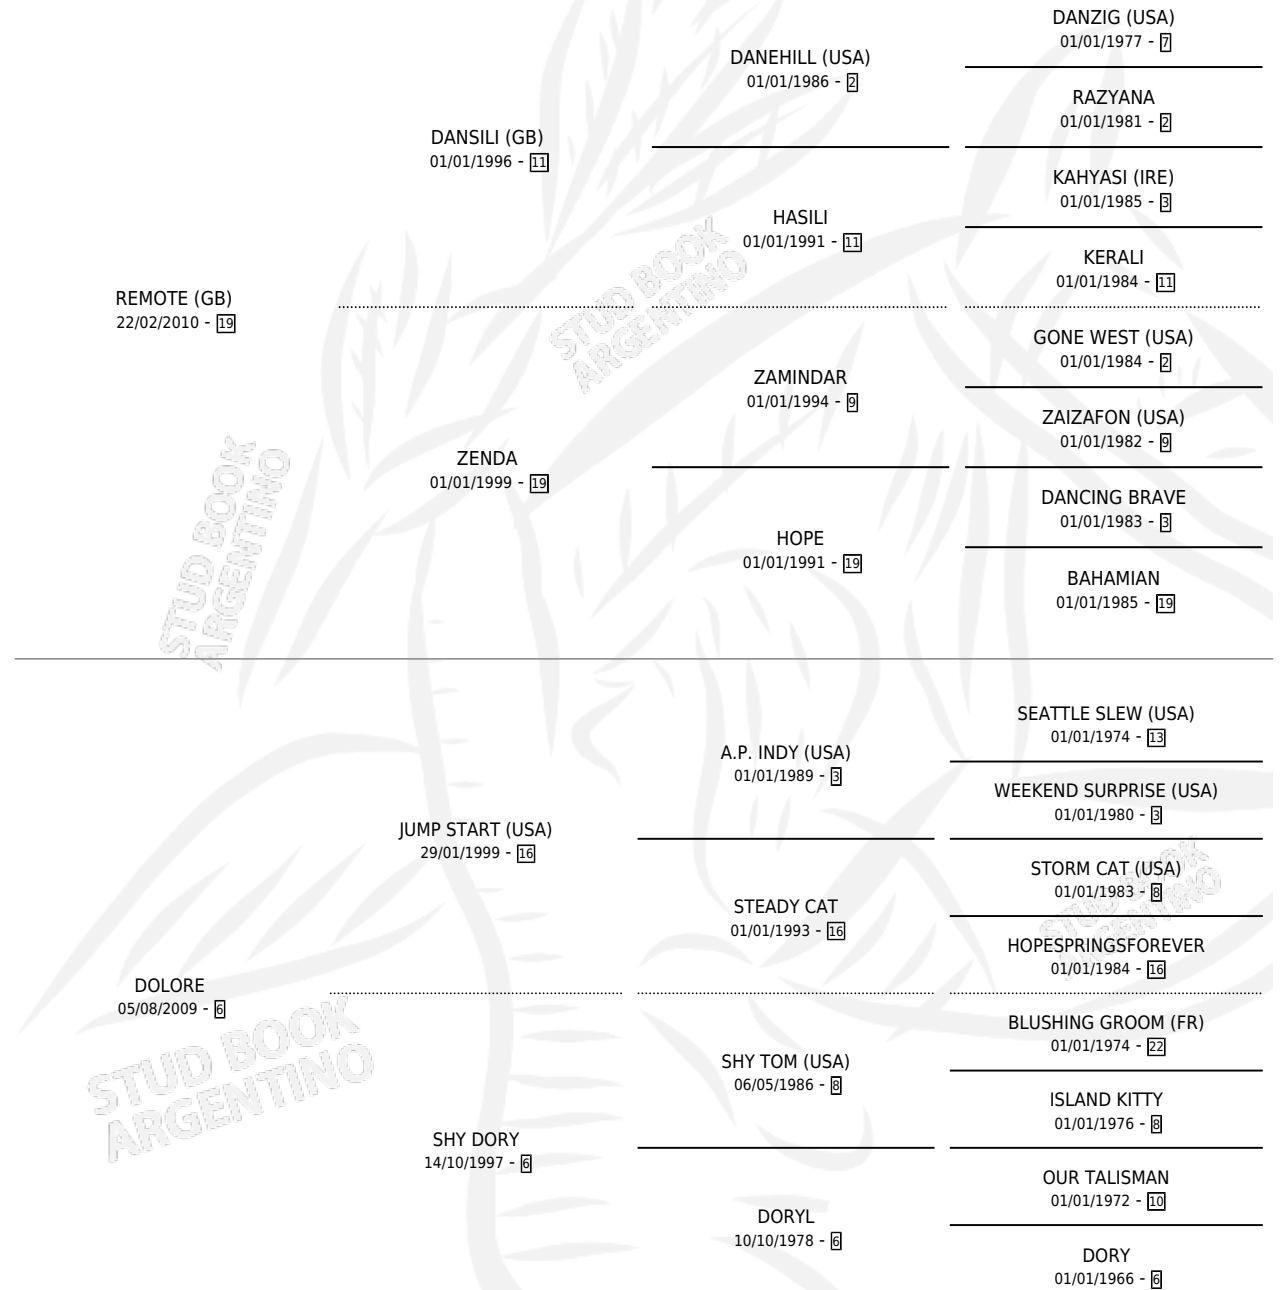 DANZIG (USA)
01/01/1977 - 7
DANEHILL (USA)
01/01/1986 - 2
RAZYANA
01/01/1981 - 2
DANSILI (GB)
01/01/1996 - 11
KAHYASI (IRE)
01/01/1985 - 3
HASILI
01/01/1991 - 11
KERALI
01/01/1984 - 11
REMOTE (GB)
22/02/2010 - 19
GONE WEST (USA)
01/01/1984 - 2
ZAMINDAR
01/01/1994 - 9
ZAIZAFON (USA)
01/01/1982 - 9
ZENDA
01/01/1999 - 19
DANCING BRAVE
01/01/1983 - 3
HOPE
01/01/1991 - 19
BAHAMIAN
01/01/1985 - 19
SEATTLE SLEW (USA)
01/01/1974 - 13
A.P. INDY (USA)
01/01/1989 - 3
WEEKEND SURPRISE (USA)
01/01/1980 - 3
JUMP START (USA)
29/01/1999 - 16
STORM CAT (USA)
01/01/1983 - 8
STEADY CAT
01/01/1993 - 16
HOPESPRINGSFOREVER
01/01/1984 - 16
DOLORE
05/08/2009 - 6
BLUSHING GROOM (FR)
01/01/1974 - 22
SHY TOM (USA)
06/05/1986 - 8
ISLAND KITTY
01/01/1976 - 8
SHY DORY
14/10/1997 - 6
OUR TALISMAN
01/01/1972 - 10
DORYL
10/10/1978 - 6
DORY
01/01/1966 - 6
STUD BOOK
ARGENTINO
STUD BOOK
ARGENTINO
STUD BOOK
ARGENTINO
STUD BOOK
ARGENTINO